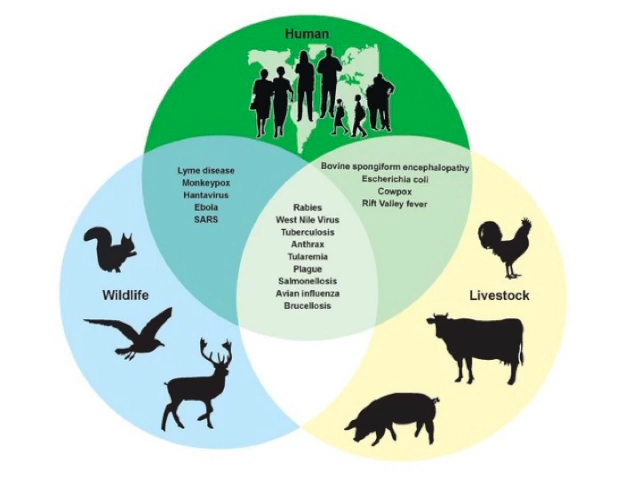 Human
Lyme disease
Monkeypox
Hantavirus
Ebola
SARS
Bovine spongiform encephalopathy
Escherichia coli
Cowpox
Rift Valley fever
Rabies
West Nile Virus
Tuberculosis
Anthrax
Tularemia
Plague
Salmonellosis
Avian influenza
Brucellosis
Wildlife
Livestock